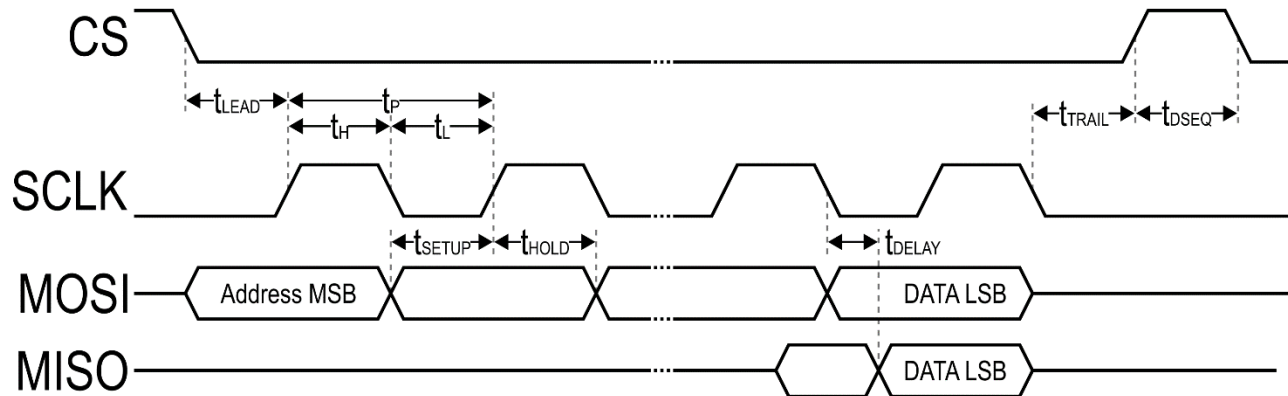 CS
tLEAD
tP
tH
tL
tTRAIL
tDSEQ
SCLK
tSETUP
tHOLD
tDELAY
MOSI
Address MSB
DATA LSB
MISO
DATA LSB